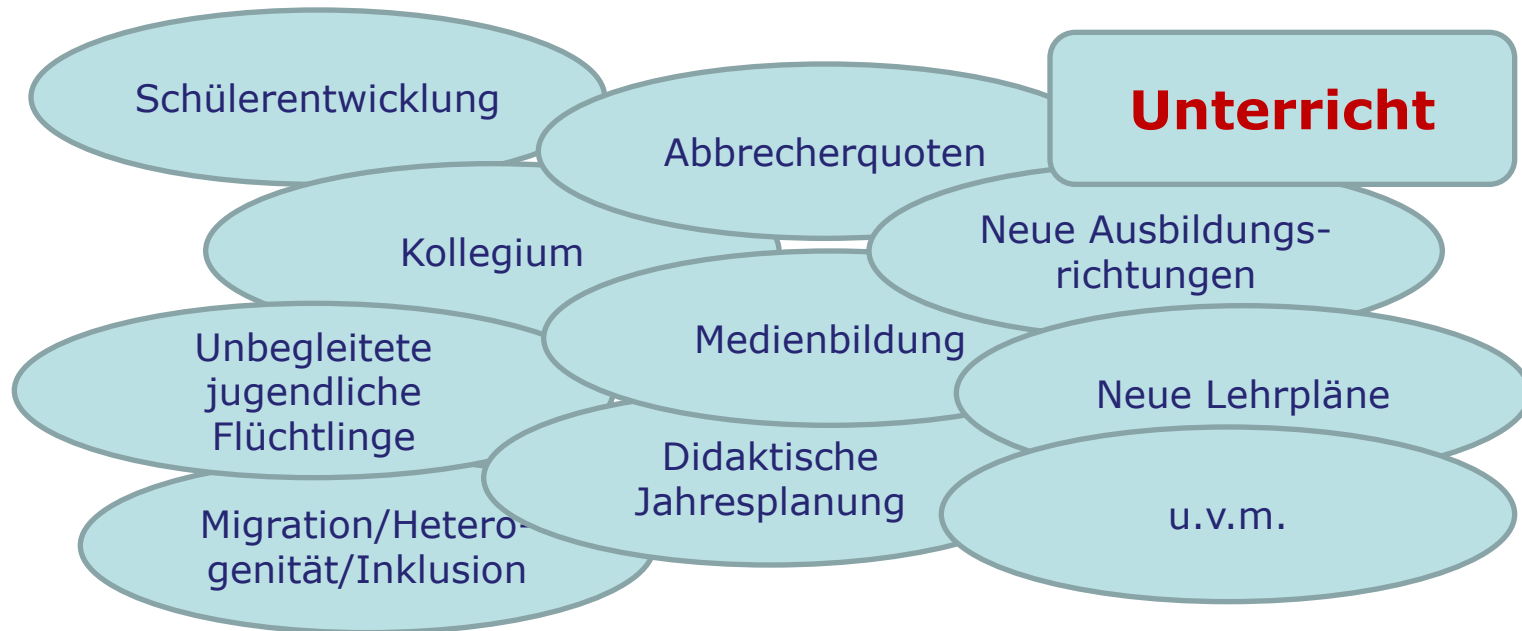 Schülerentwicklung
Abbrecherquoten
Unterricht
Kollegium
Neue Ausbildungs-
richtungen
Unbegleitete
jugendliche
Flüchtlinge
Medienbildung
Neue Lehrpläne
Didaktische
Jahresplanung
Migration/Hetero-
genität/Inklusion
u.v.m.